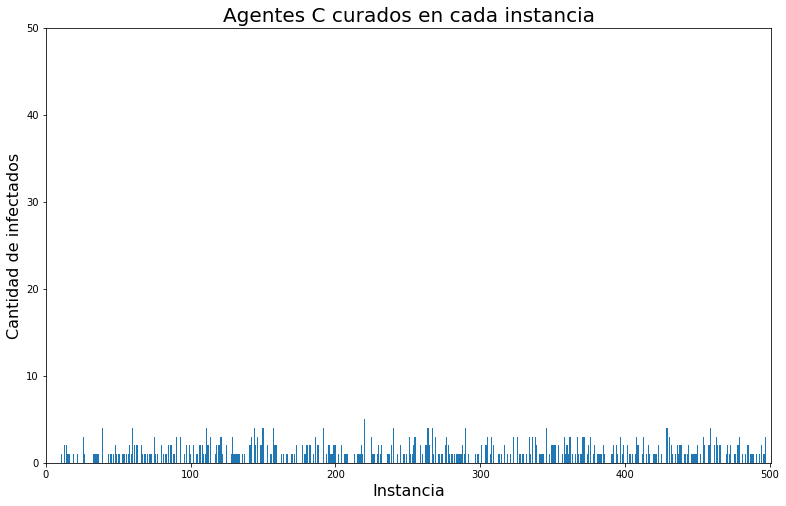 Agentes C curados en cada instancia
Cantidad de infectados
50
40
30
20
10
0
0 100 200 300 400 500
Instancia